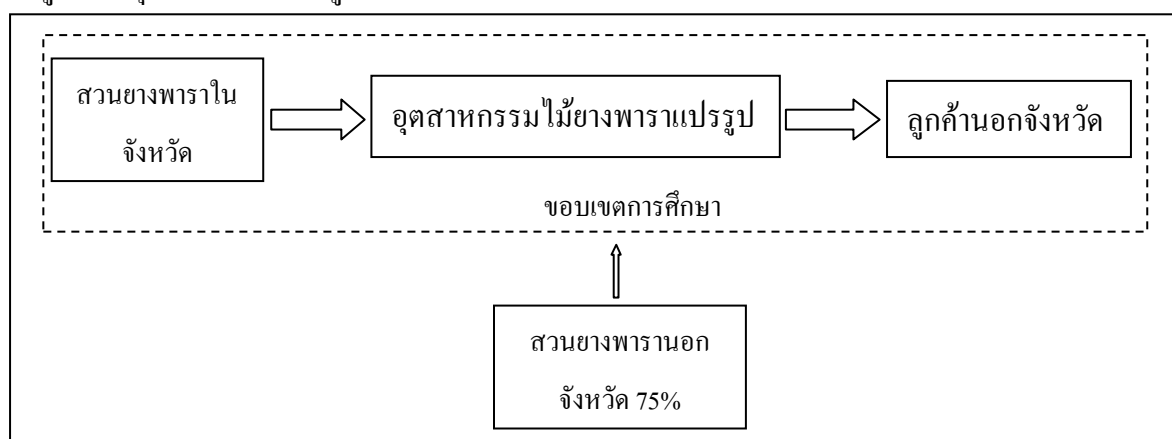 สวนยางพาราใน
จังหวัด
อุตสาหกรรมไม้ยางพาราแปรรูป
ลูกค้านอกจังหวัด
ขอบเขตการศึกษา
สวนยางพารานอก
จังหวัด 75%